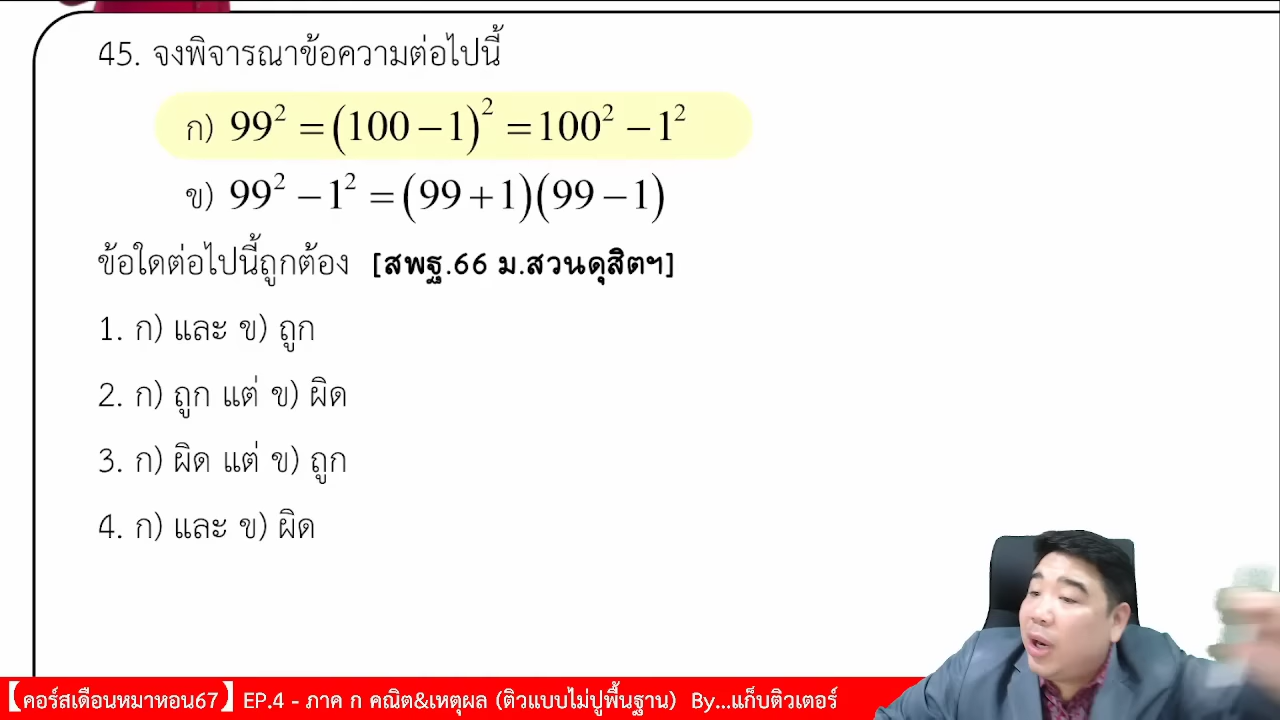 45. จงพิจารณาข้อความต่อไปนี้
ก) 99² = (100 − 1)² = 100² − 1²
ข) 99² − 1² = (99 + 1)(99 − 1)
ข้อใดต่อไปนี้ถูกต้อง [สพฐ.66 ม.สวนดุสิตฯ]
1. ก) และ ข) ถูก
2. ก) ถูก แต่ ข) ผิด
3. ก) ผิด แต่ ข) ถูก
4. ก) และ ข) ผิด
【คอร์สเดือนหมาหอน67】 EP.4 - ภาค ก คณิต&เหตุผล (ติวแบบไม่ปูพื้นฐาน) By...แก็บติวเตอร์